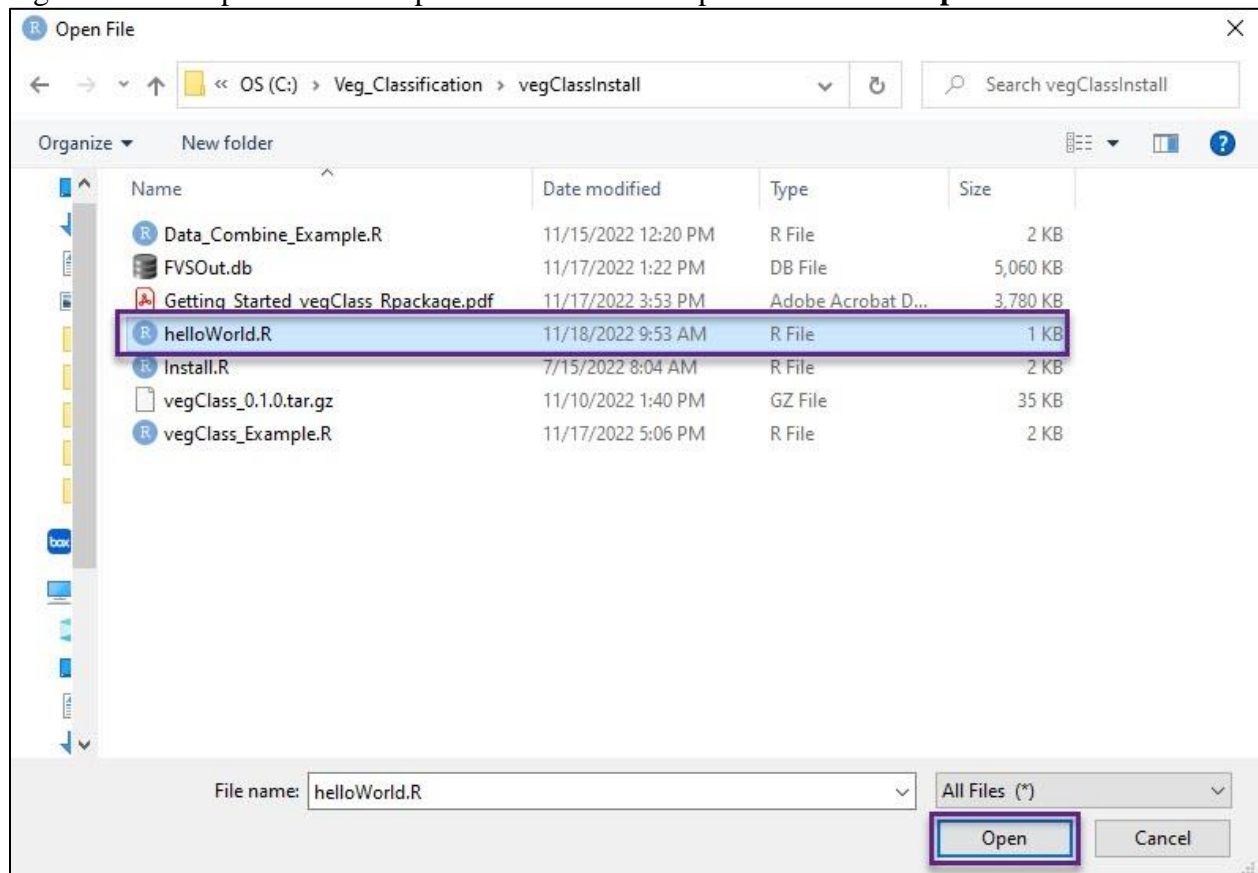 Open File
« OS (C:) › Veg_Classification › vegClassInstall
Search vegClassInstall
Organize
New folder
Name Date modified Type Size
Data_Combine_Example.R 11/15/2022 12:20 PM R File 2 KB
FVSOut.db 11/17/2022 1:22 PM DB File 5,060 KB
Getting_Started_vegClass_Rpackage.pdf 11/17/2022 3:53 PM Adobe Acrobat D... 3,780 KB
helloWorld.R 11/18/2022 9:53 AM R File 1 KB
Install.R 7/15/2022 8:04 AM R File 2 KB
vegClass_0.1.0.tar.gz 11/10/2022 1:40 PM GZ File 35 KB
vegClass_Example.R 11/17/2022 5:06 PM R File 2 KB
box
File name: helloWorld.R All Files (*)
Open Cancel